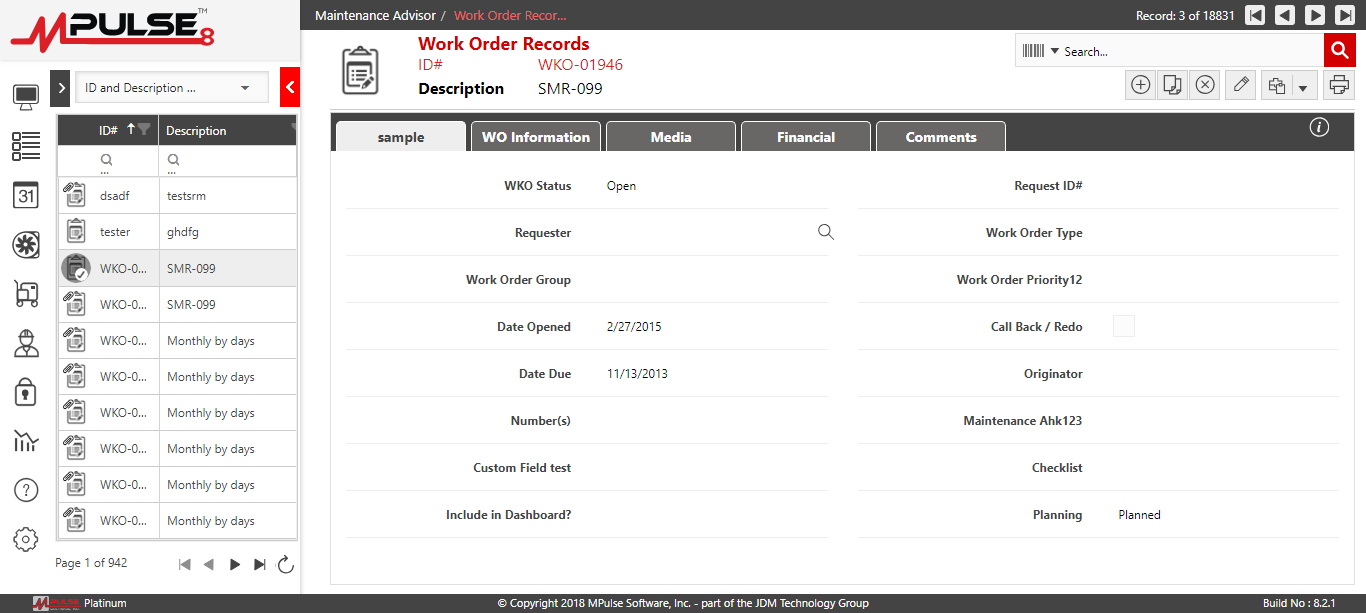 MPULSE 8 ™
Maintenance Advisor / Work Order Recor...
Record: 3 of 18831
Work Order Records
ID# WKO-01946
Description SMR-099
Search...
ID and Description ...
ID# Description
... ...
dsadf testsrm
tester ghdfg
WKO-0... SMR-099
WKO-0... SMR-099
WKO-0... Monthly by days
WKO-0... Monthly by days
WKO-0... Monthly by days
WKO-0... Monthly by days
WKO-0... Monthly by days
WKO-0... Monthly by days
Page 1 of 942
31
?
sample WO Information Media Financial Comments
i
WKO Status Open Request ID#
Requester Work Order Type
Work Order Group Work Order Priority12
Date Opened 2/27/2015 Call Back / Redo
Date Due 11/13/2013 Originator
Number(s) Maintenance Ahk123
Custom Field test Checklist
Include in Dashboard? Planning Planned
MPULSE Platinum
© Copyright 2018 MPulse Software, Inc. - part of the JDM Technology Group
Build No : 8.2.1